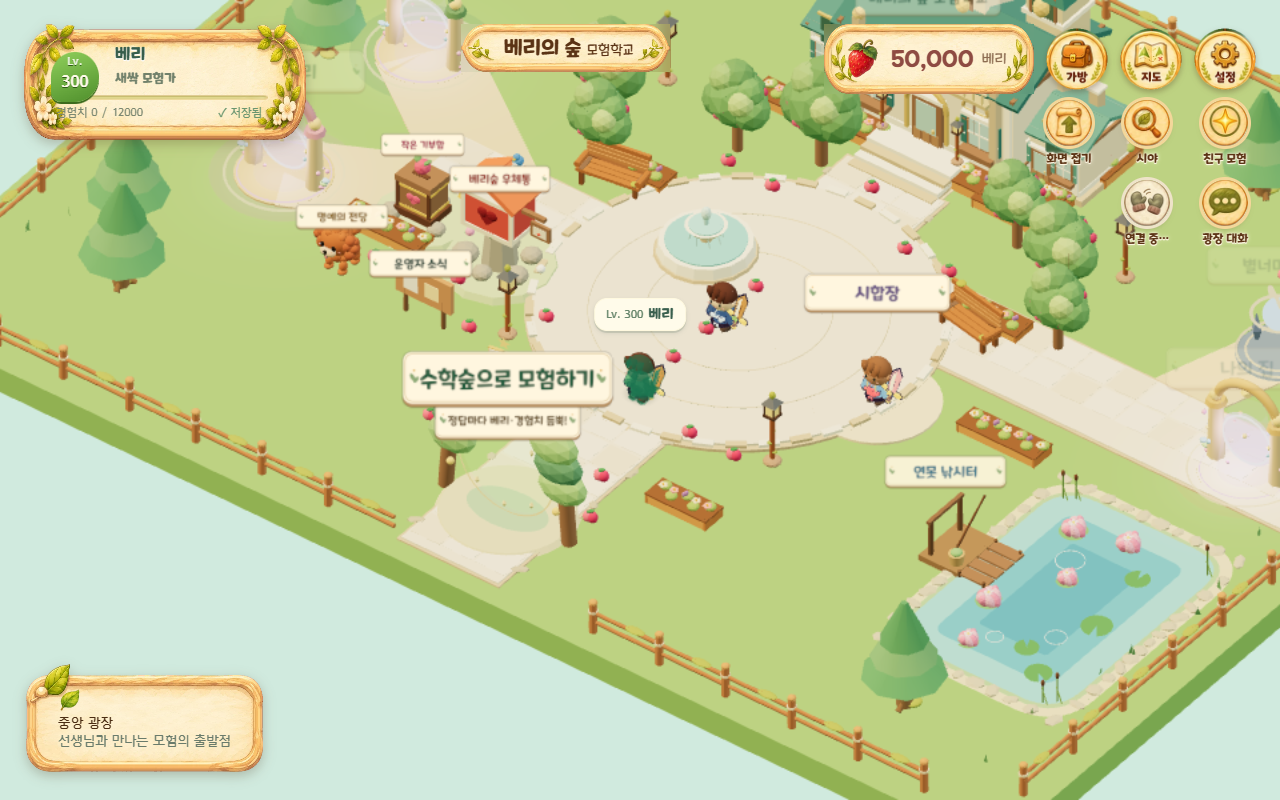 Lv.
300
베리
새싹 모험가
경험치 0 / 12000
✓ 저장됨
베리의 숲 모험학교
50,000 베리
가방
지도
설정
화면 접기
시야
친구 모험
연결 중…
광장 대화
작은 기부함
베리숲 우체통
명예의 전당
운영자 소식
시합장
Lv. 300 베리
수학숲으로 모험하기
정답마다 베리·경험치 듬뿍!
연못 낚시터
나의 집
중앙 광장
선생님과 만나는 모험의 출발점